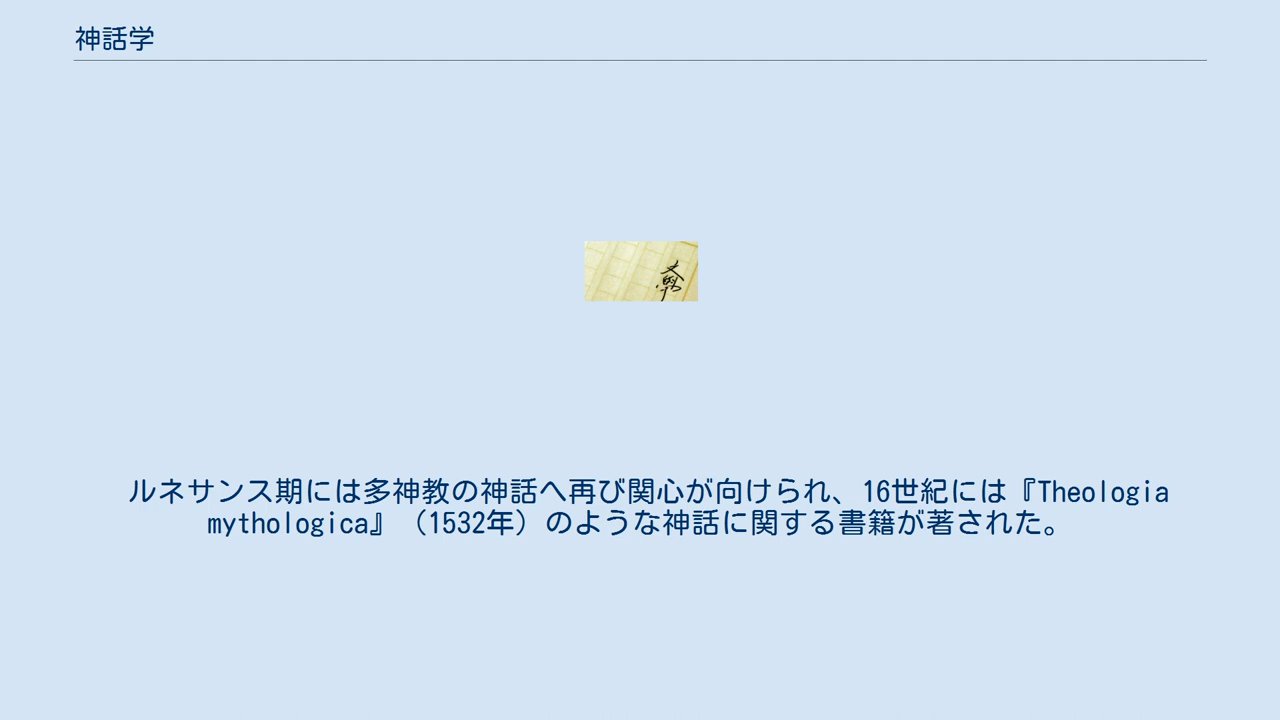 神話学
ルネサンス期には多神教の神話へ再び関心が向けられ、16世紀には『Theologia
mythologica』（1532年）のような神話に関する書籍が著された。